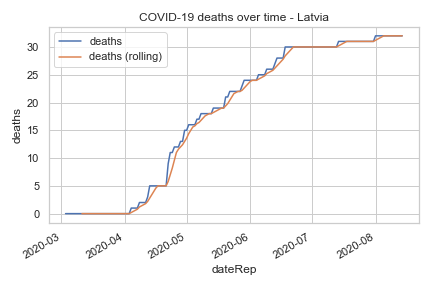 COVID-19 deaths over time - Latvia
deaths
deaths (rolling)
30
25
20
15
10
5
0
deaths
2020-03
2020-04
2020-05
2020-06
2020-07
2020-08
dateRep